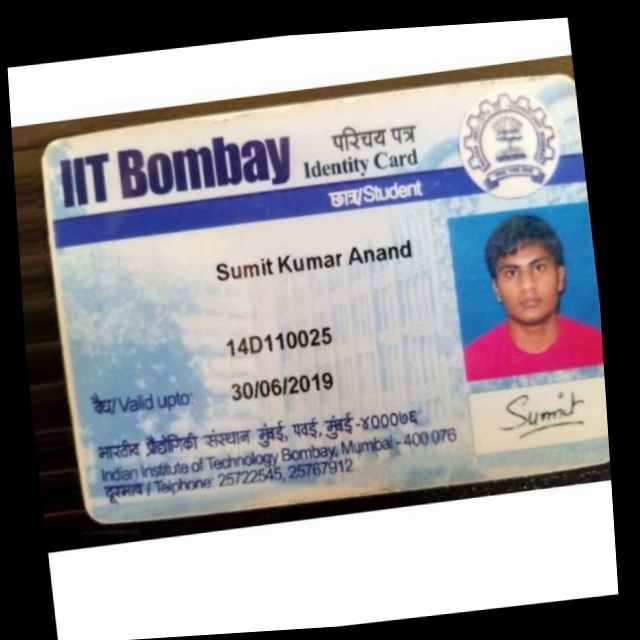 IIT Bombay
परिचय पत्र
Identity Card
छात्र/Student
Sumit Kumar Anand
14D110025
वैध/ Valid upto: 30/06/2019
भारतीय प्रौद्योगिकी संस्थान मुंबई, पवई, मुंबई -४०००७६
Indian Institute of Technology Bombay, Mumbai - 400 076
दूरभाष / Telphone: 25722545, 25767912
Sumit